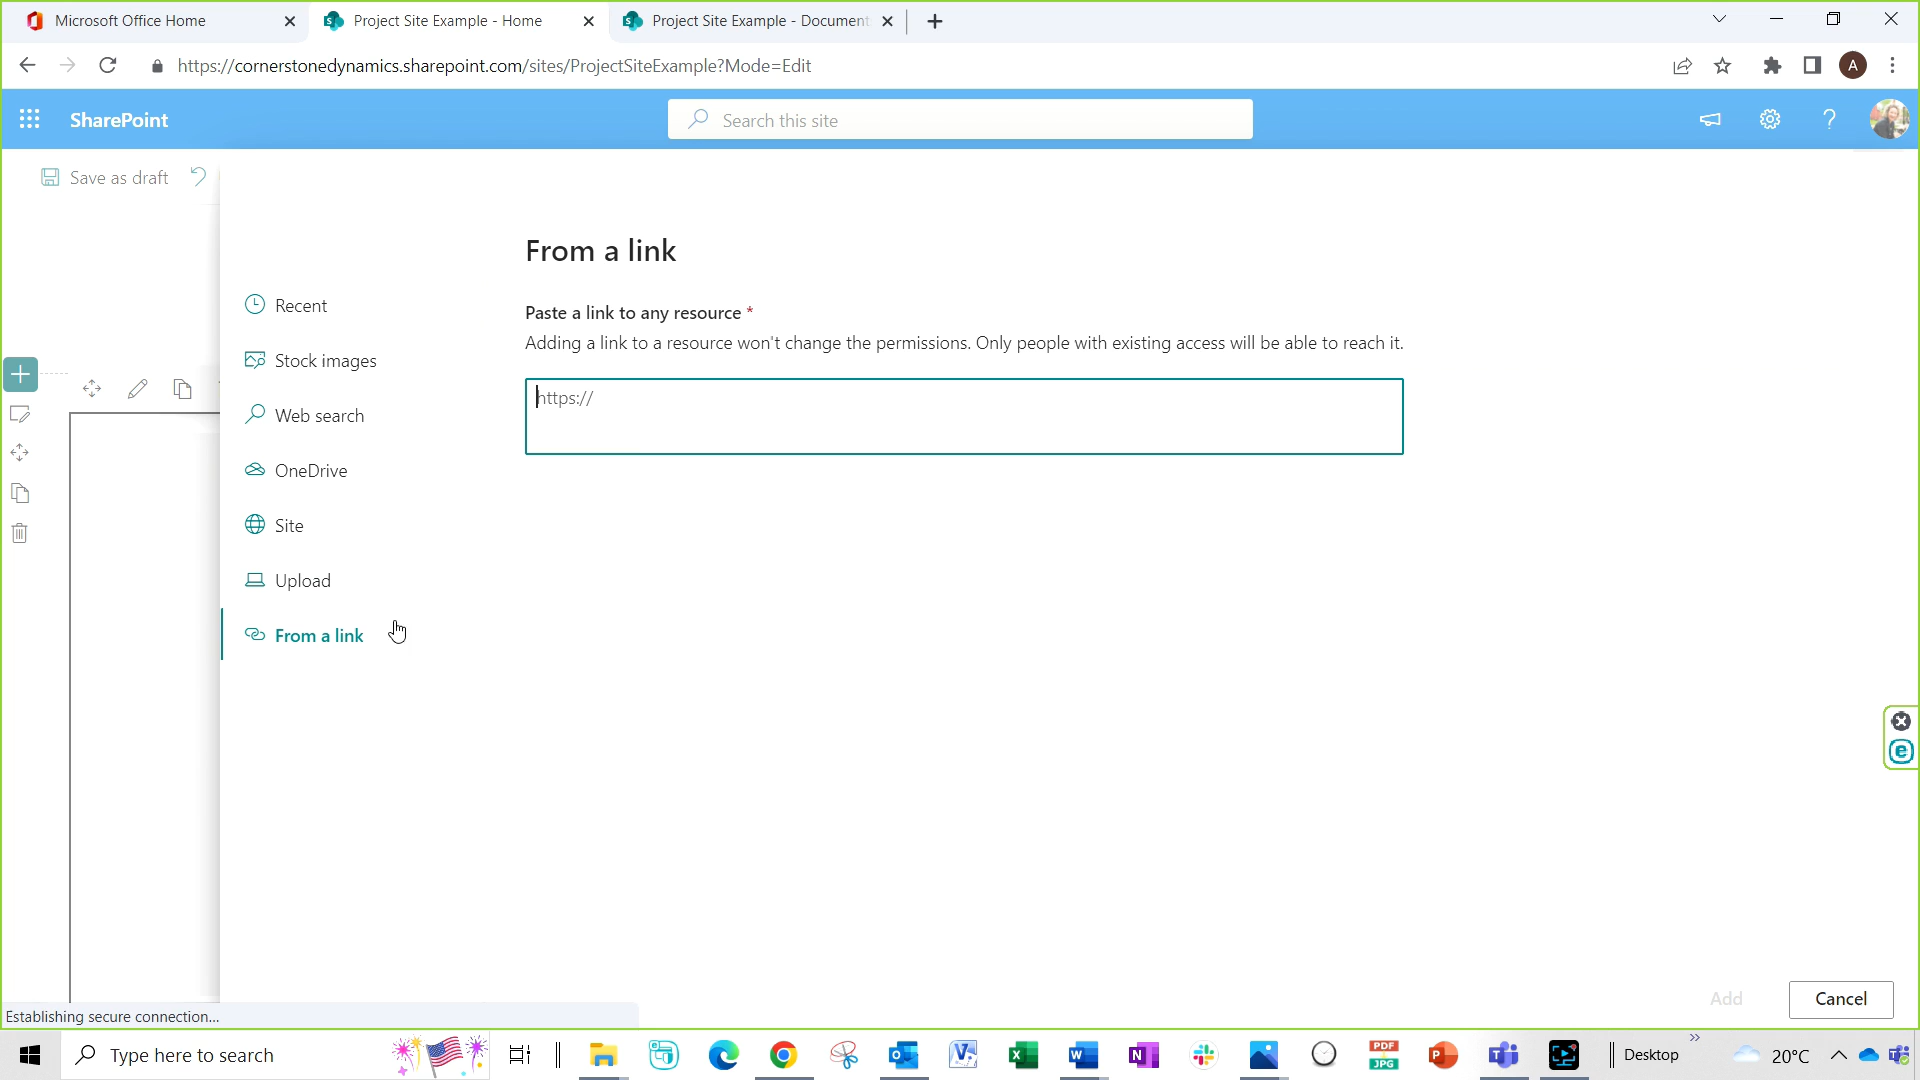 Microsoft Office Home
Project Site Example - Home
Project Site Example - Document
https://cornerstonedynamics.sharepoint.com/sites/ProjectSiteExample?Mode=Edit
A
SharePoint
Search this site
Save as draft
From a link
Recent
Paste a link to any resource *
Adding a link to a resource won't change the permissions. Only people with existing access will be able to reach it.
Stock images
https://
Web search
OneDrive
Site
Upload
From a link
Add
Cancel
Establishing secure connection...
Type here to search
PDF
JPG
Desktop
20°C